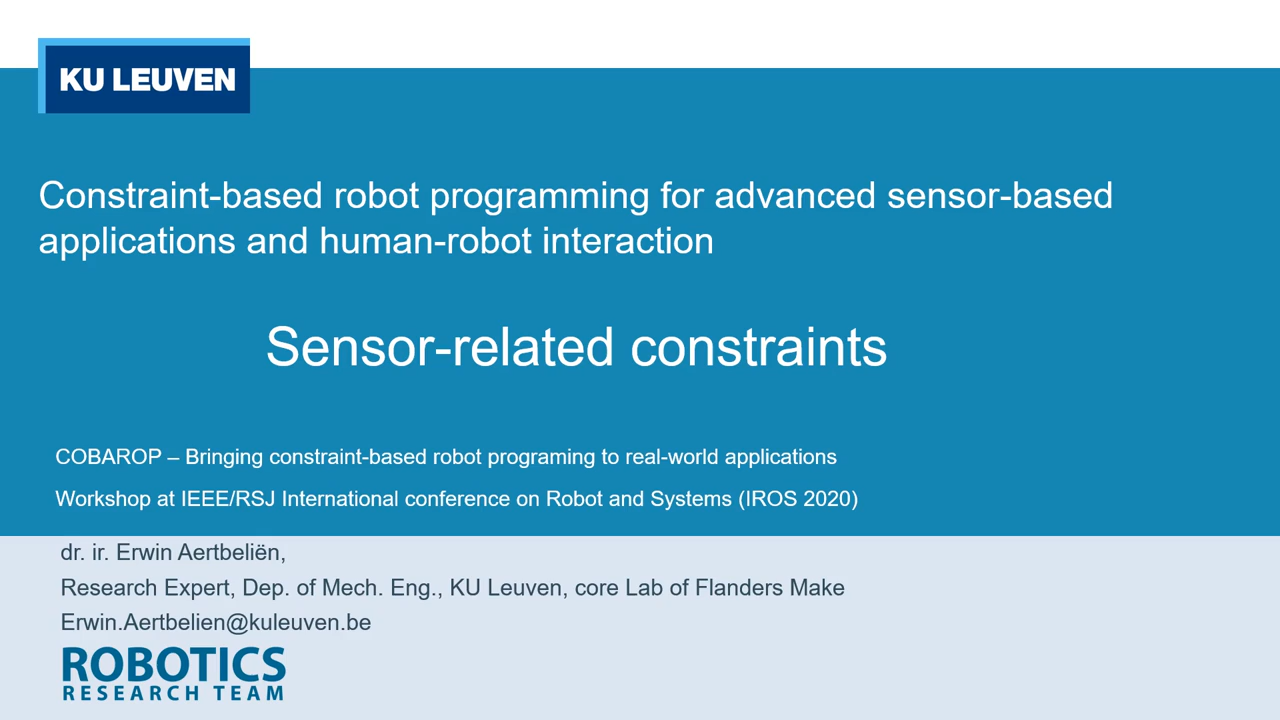 KU LEUVEN
Constraint-based robot programming for advanced sensor-based
applications and human-robot interaction
Sensor-related constraints
COBAROP – Bringing constraint-based robot programing to real-world applications
Workshop at IEEE/RSJ International conference on Robot and Systems (IROS 2020)
dr. ir. Erwin Aertbeliën,
Research Expert, Dep. of Mech. Eng., KU Leuven, core Lab of Flanders Make
Erwin.Aertbelien@kuleuven.be
ROBOTICS
RESEARCH TEAM